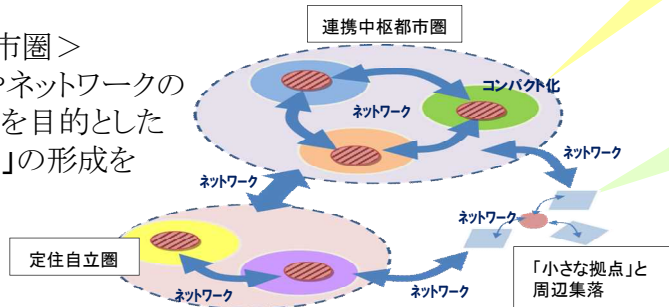 市圏＞
ネットワークの
を目的とした
」の形成を
連携中枢都市圏
コンパクト化
ネットワーク
ネットワーク
ネットワーク
ネットワーク
定住自立圏
ネットワーク
ネットワーク
「小さな拠点」と
周辺集落